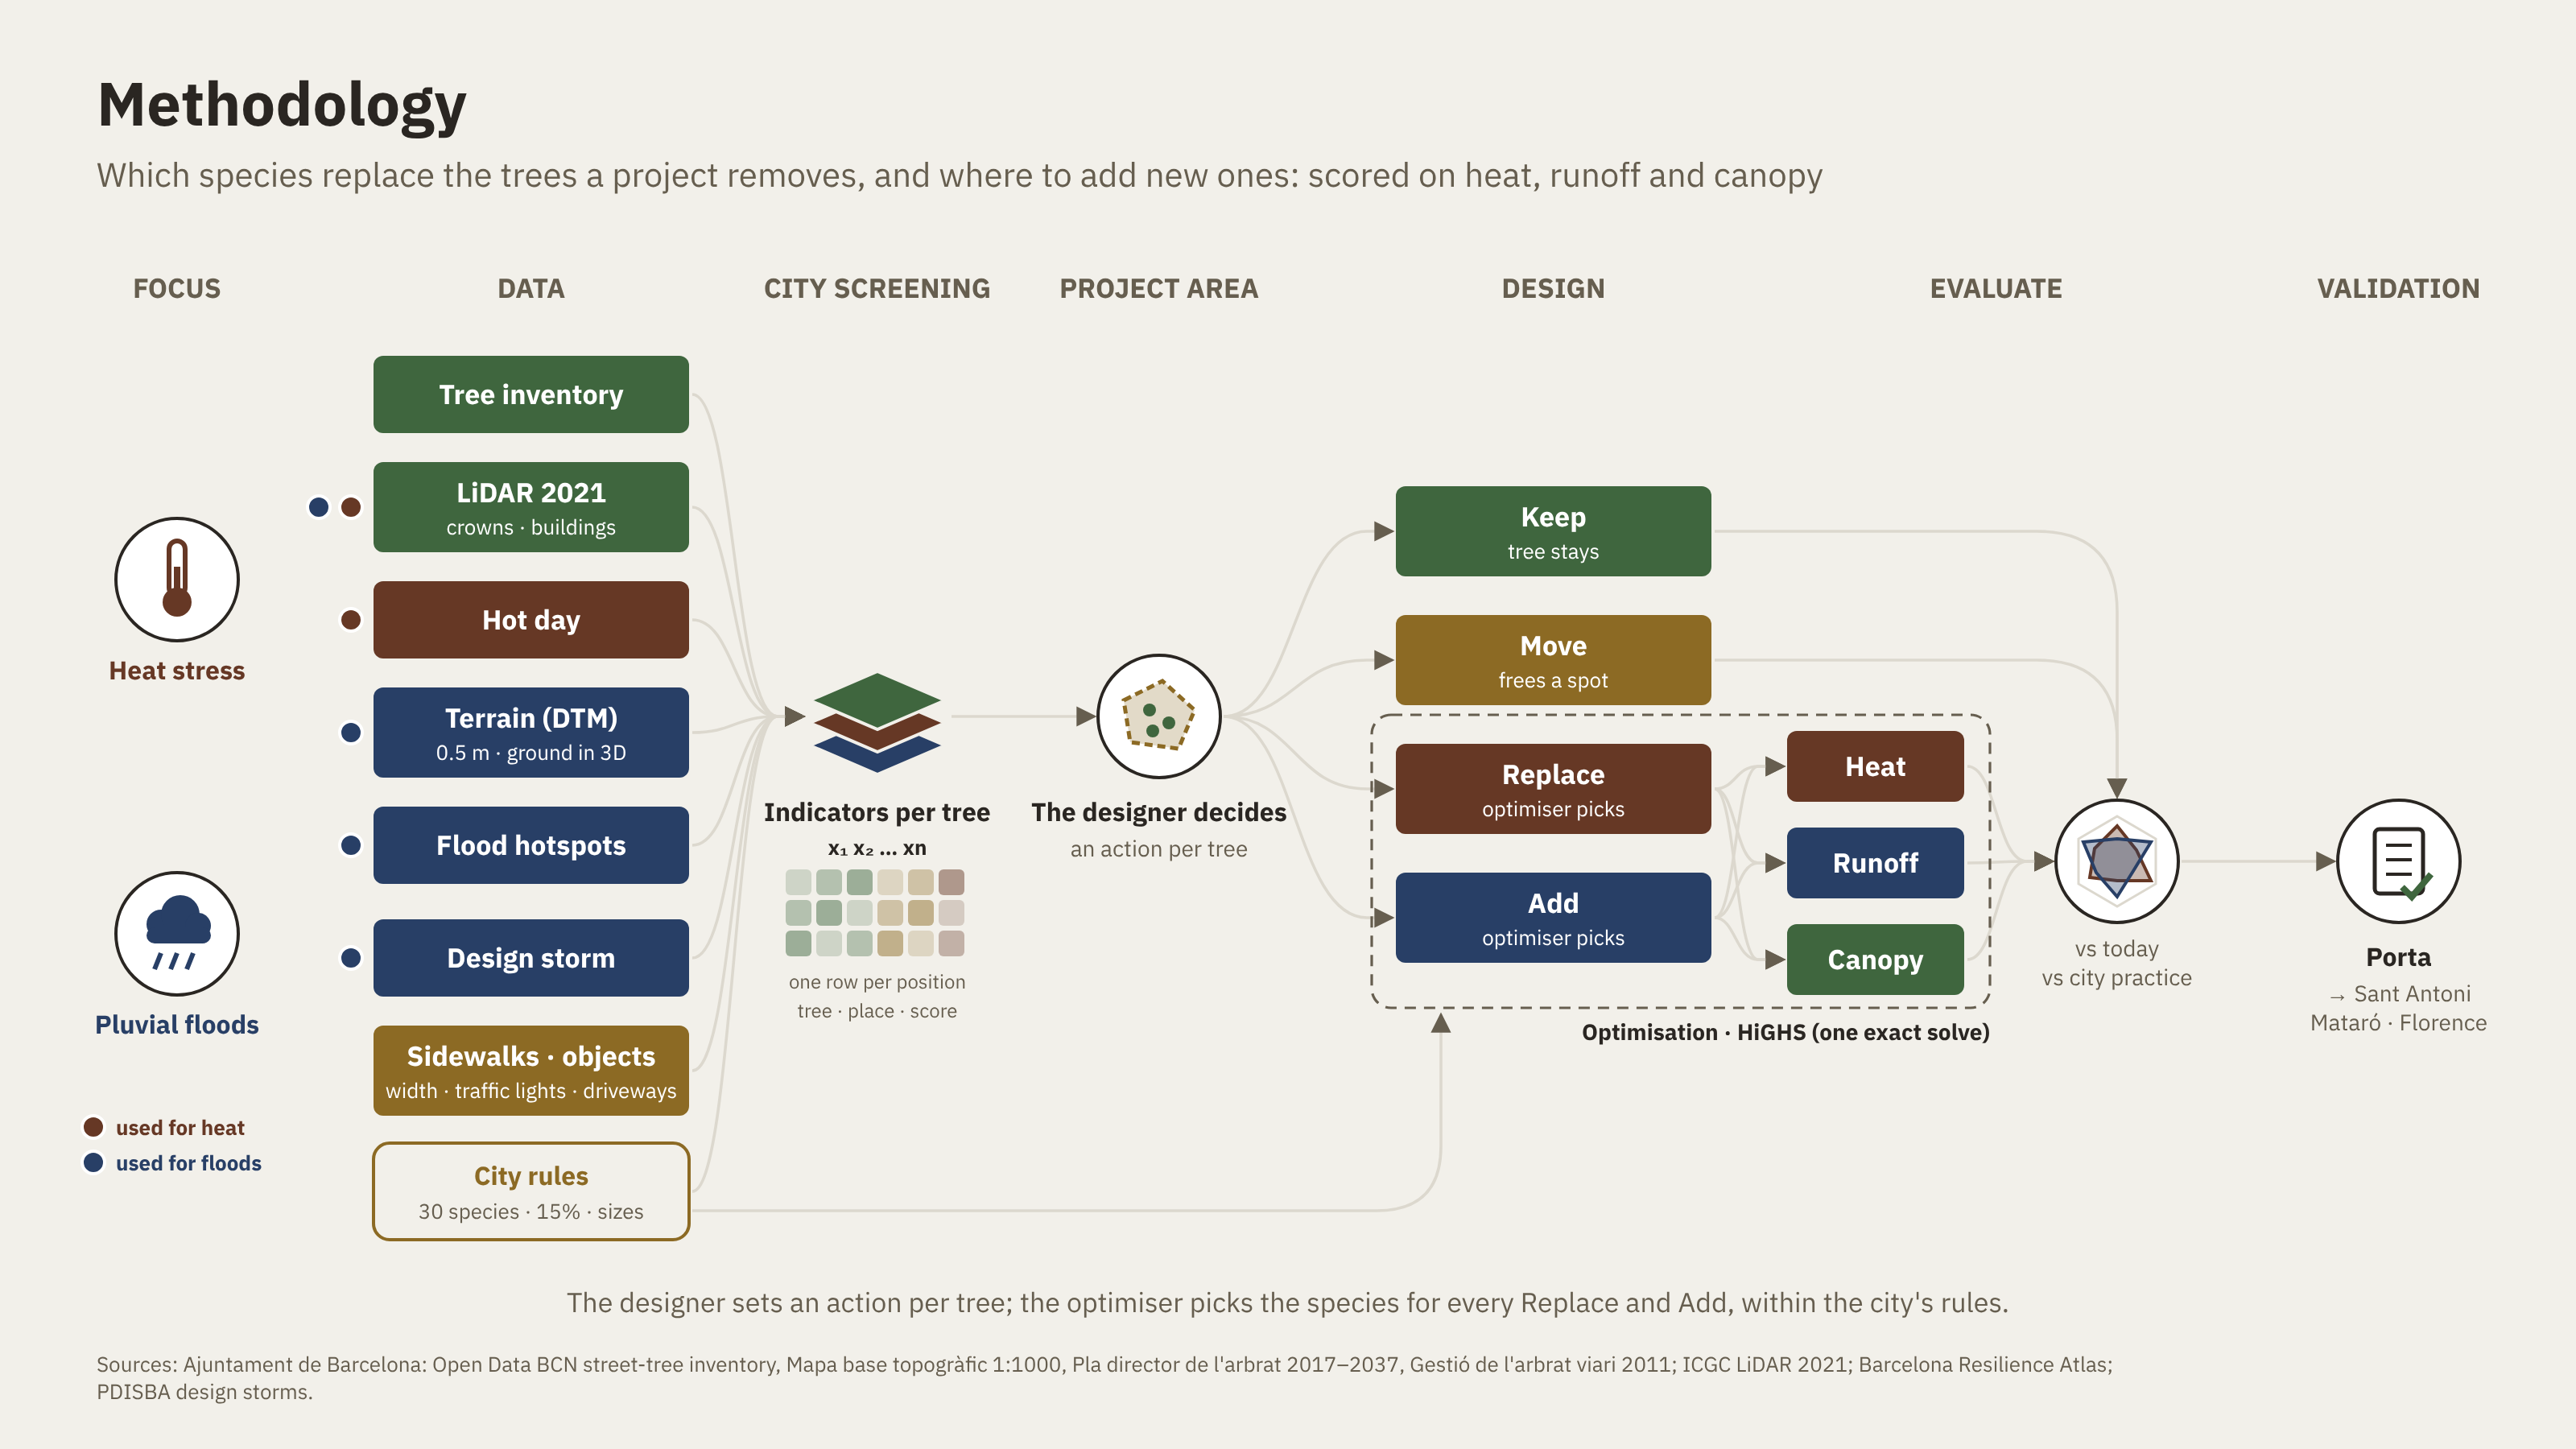 Methodology
Which species replace the trees a project removes, and where to add new ones: scored on heat, runoff and canopy
FOCUS
DATA
CITY SCREENING
PROJECT AREA
DESIGN
EVALUATE
VALIDATION
Heat stress
Pluvial floods
used for heat
used for floods
Tree inventory
LiDAR 2021
crowns · buildings
Hot day
Terrain (DTM)
0.5 m · ground in 3D
Flood hotspots
Design storm
Sidewalks · objects
width · traffic lights · driveways
City rules
30 species · 15% · sizes
Indicators per tree
x₁ x₂ ... xn
one row per position
tree · place · score
The designer decides
an action per tree
Keep
tree stays
Move
frees a spot
Replace
optimiser picks
Add
optimiser picks
Heat
Runoff
Canopy
Optimisation · HiGHS (one exact solve)
vs today
vs city practice
Porta
→ Sant Antoni
Mataró · Florence
The designer sets an action per tree; the optimiser picks the species for every Replace and Add, within the city's rules.
Sources: Ajuntament de Barcelona: Open Data BCN street-tree inventory, Mapa base topogràfic 1:1000, Pla director de l'arbrat 2017–2037, Gestió de l'arbrat viari 2011; ICGC LiDAR 2021; Barcelona Resilience Atlas;
PDISBA design storms.